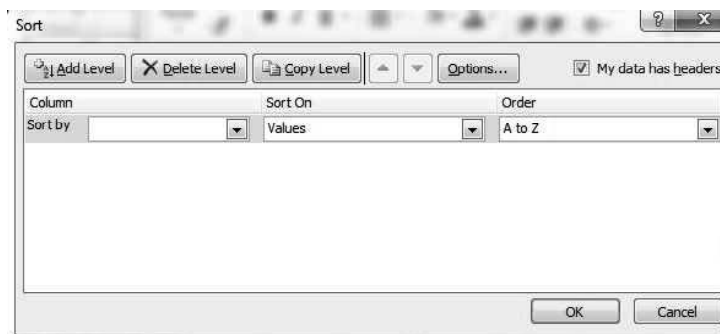 Sort
Add Level Delete Level Copy Level Options... My data has headers
Column Sort On Order
Sort by Values A to Z
OK Cancel